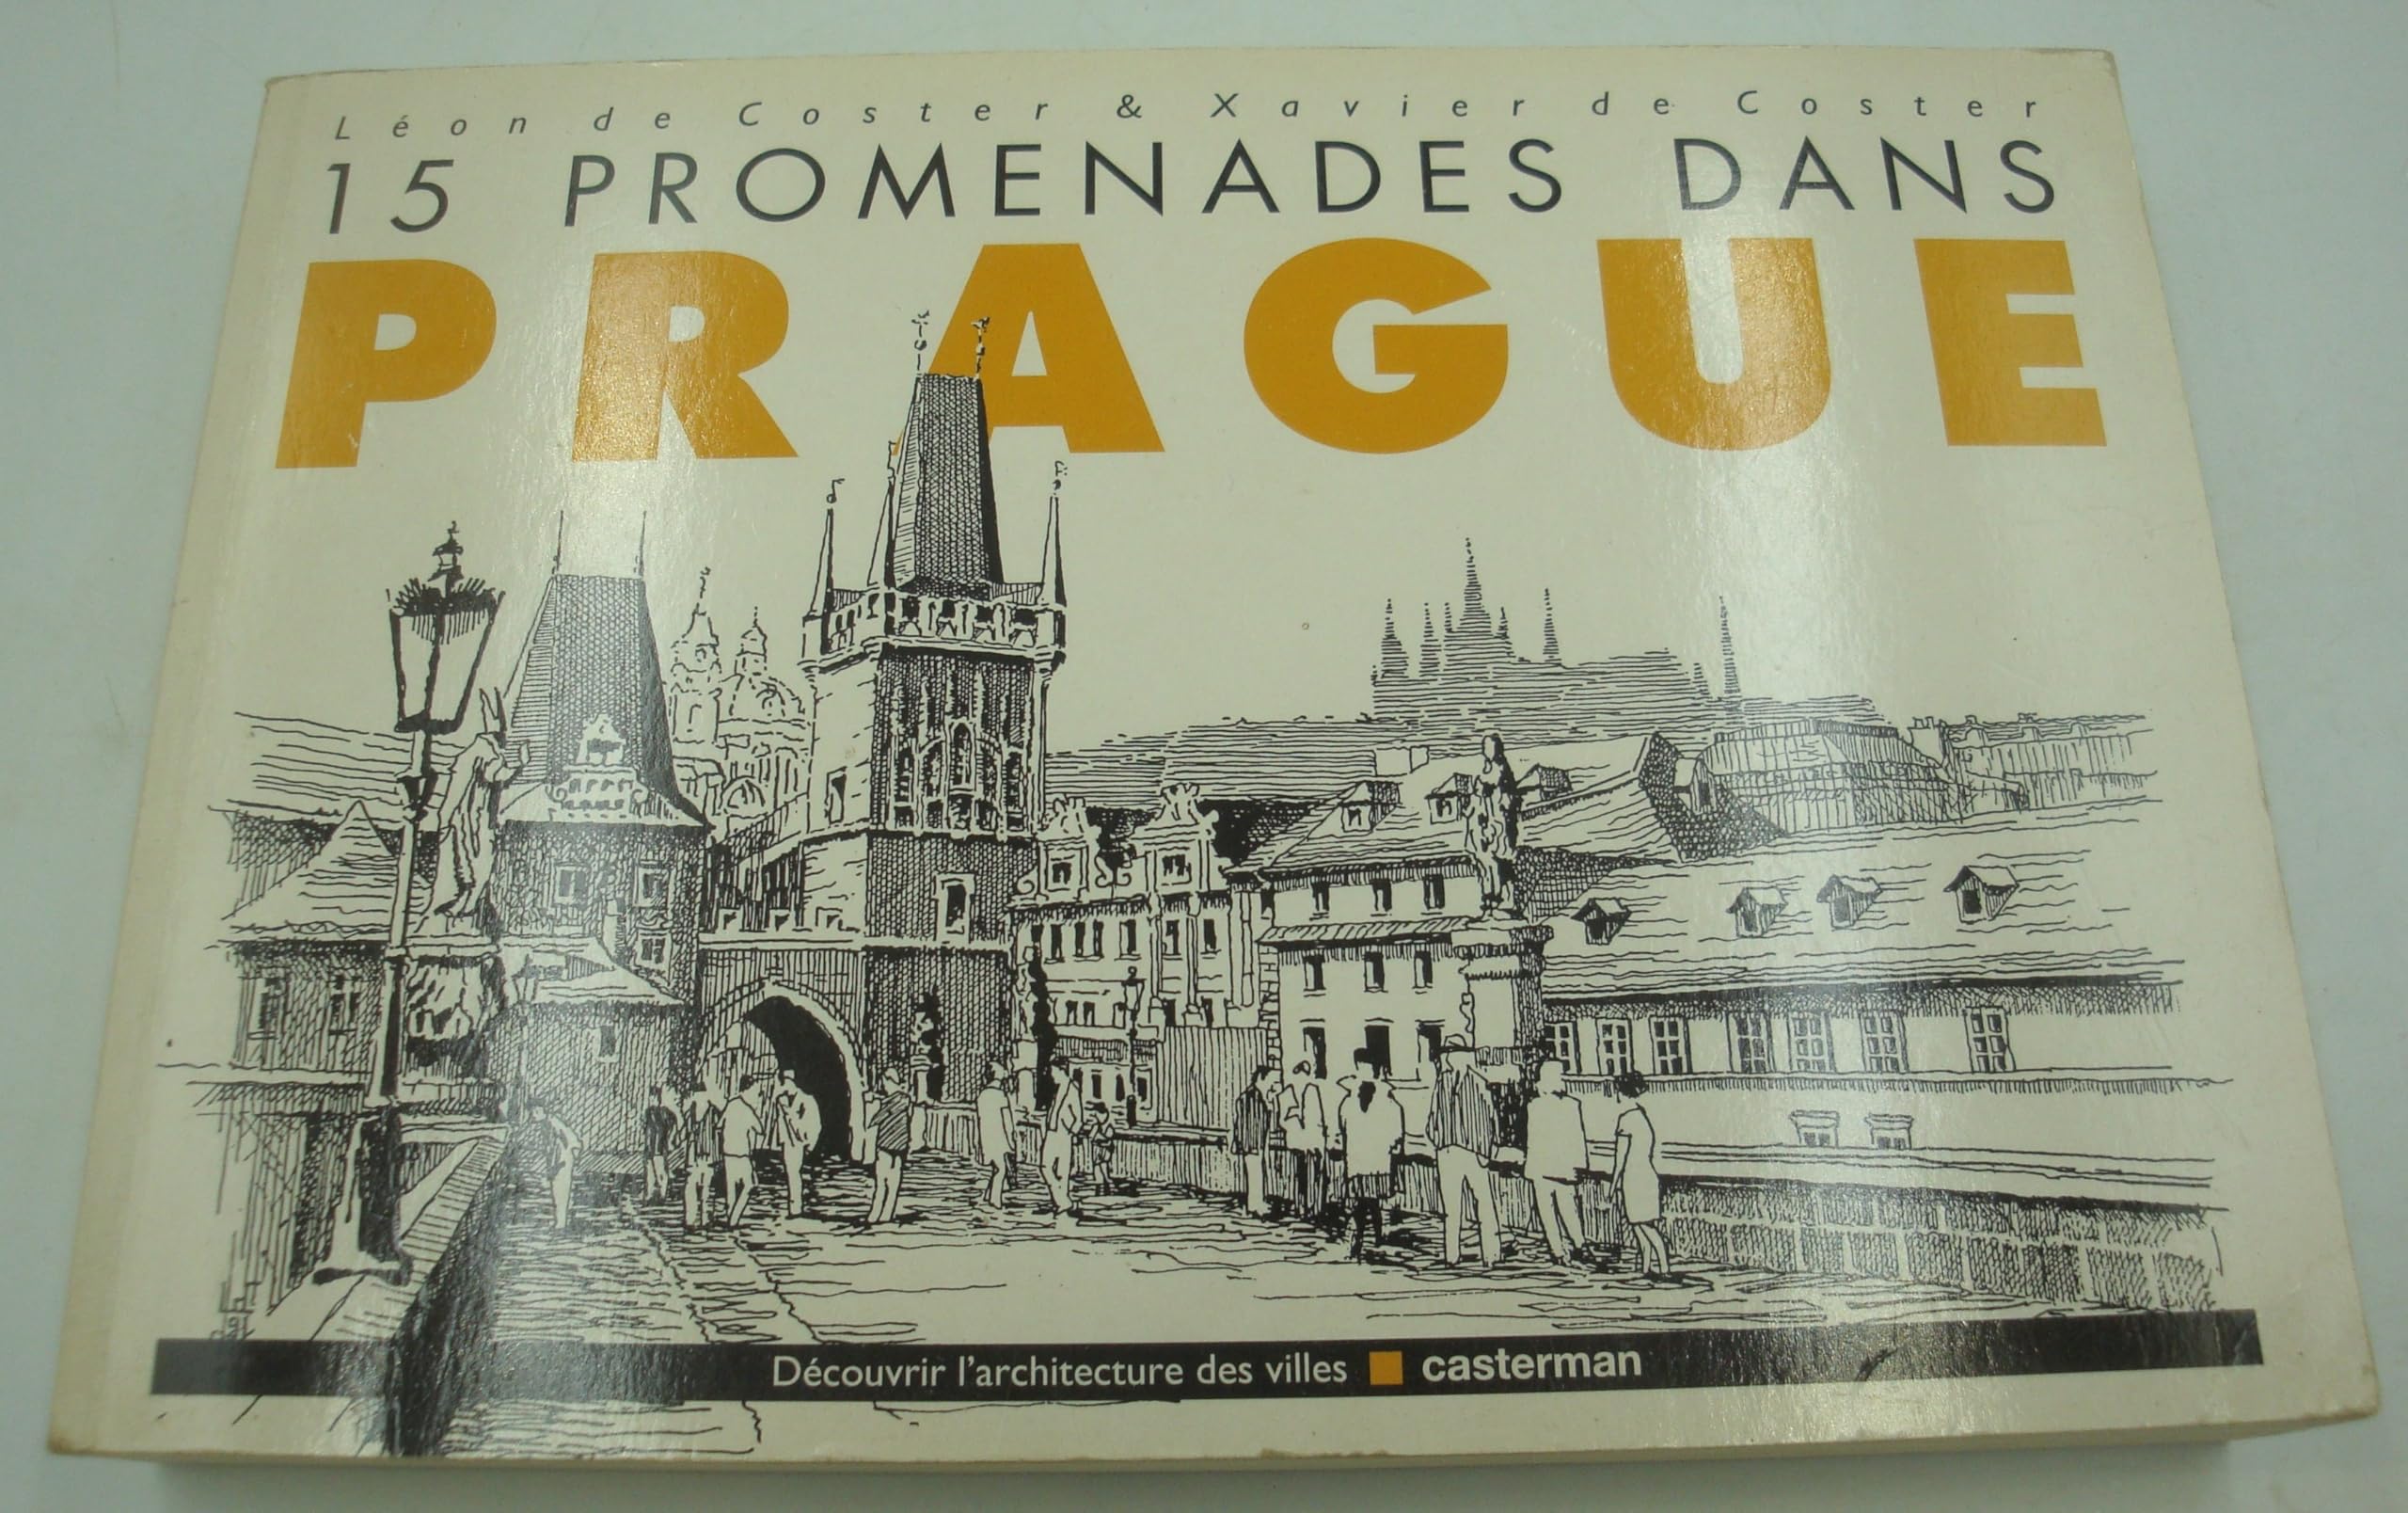 Léon de Coster & Xavier de Coster
15 PROMENADES DANS
PRAGUE
Découvrir l'architecture des villes ■ casterman